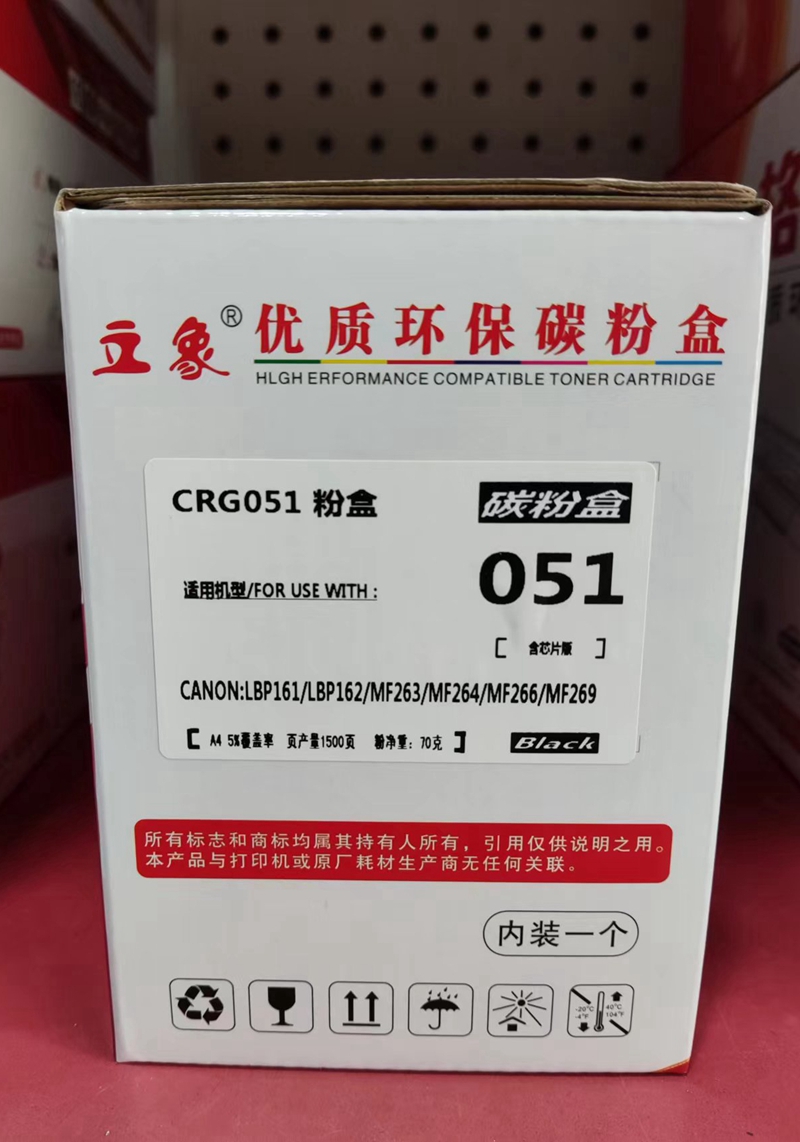 立象® 优质环保碳粉盒
HLGH ERFORMANCE COMPATIBLE TONER CARTRIDGE
CRG051 粉盒
碳粉盒
适用机型/FOR USE WITH：
051
[ 含芯片版 ]
CANON:LBP161/LBP162/MF263/MF264/MF266/MF269
【 A4 5%覆盖率 页产量1500页 粉净重：70克 】
Black
所有标志和商标均属其持有人所有，引用仅供说明之用。
本产品与打印机或原厂耗材生产商无任何关联。
内装一个
-20°C 40°C
-4°F 104°F